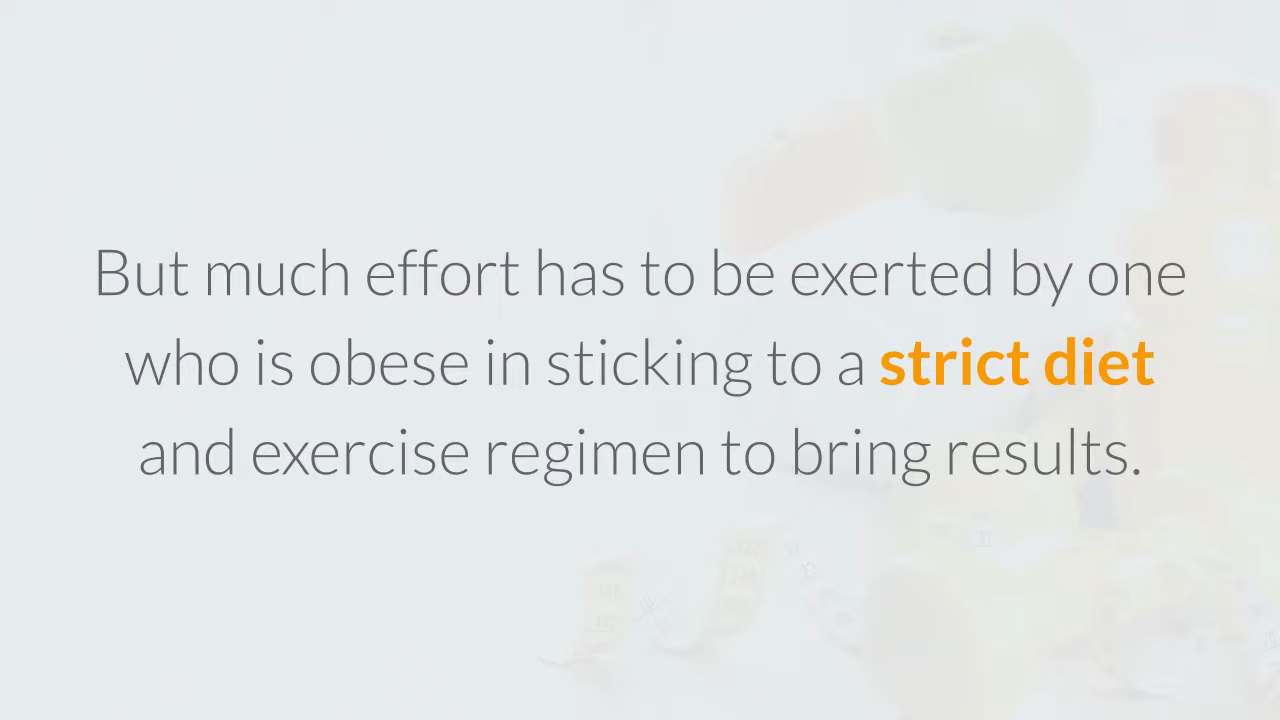 But much effort has to be exerted by one
who is obese in sticking to a strict diet
and exercise regimen to bring results.